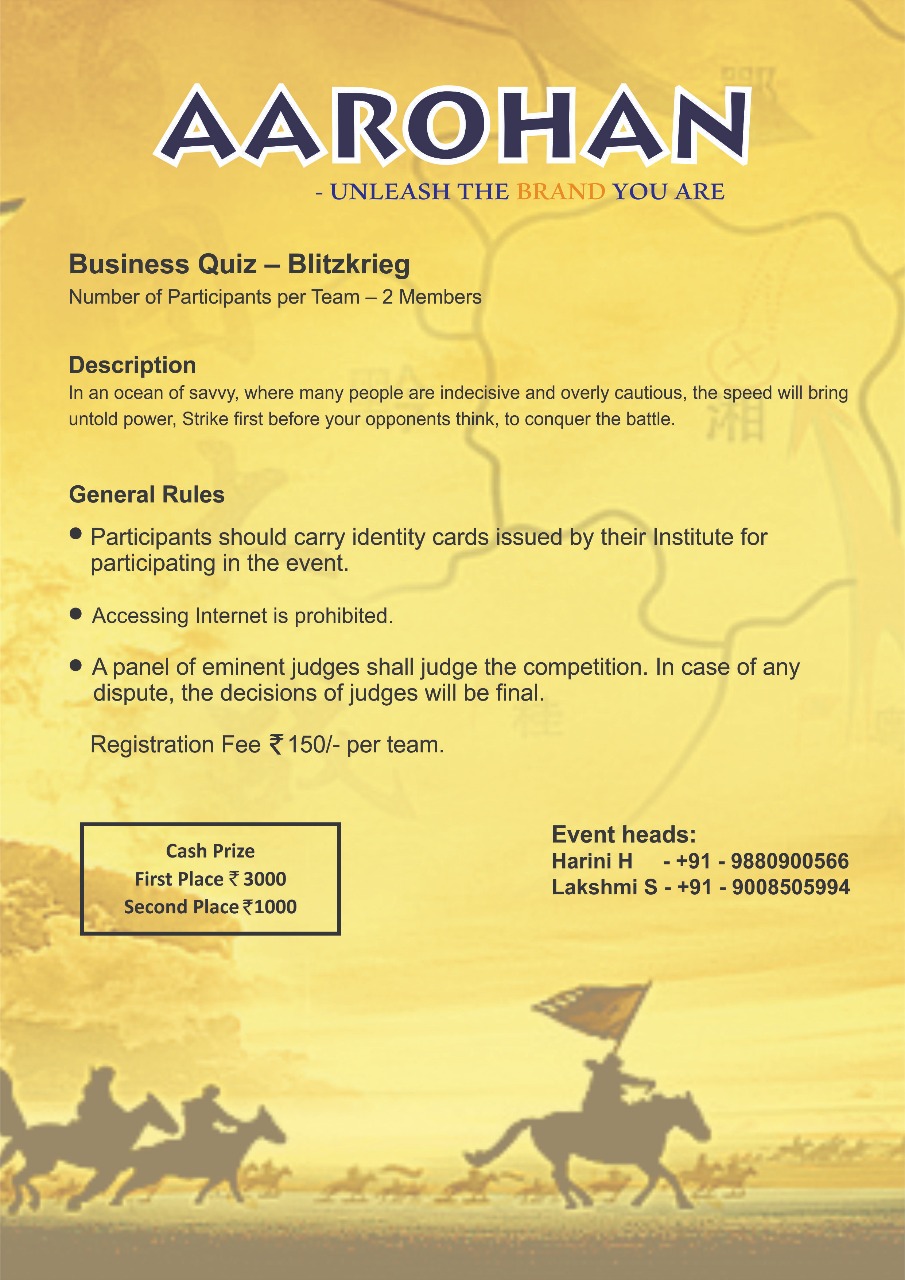 AAROHAN
- UNLEASH THE BRAND YOU ARE
Business Quiz – Blitzkrieg
Number of Participants per Team – 2 Members
Description
In an ocean of savvy, where many people are indecisive and overly cautious, the speed will bring
untold power, Strike first before your opponents think, to conquer the battle.
湘
General Rules
• Participants should carry identity cards issued by their Institute for
participating in the event.
• Accessing Internet is prohibited.
• A panel of eminent judges shall judge the competition. In case of any
dispute, the decisions of judges will be final.
桂
Registration Fee ₹ 150/- per team.
Cash Prize
First Place ₹ 3000
Second Place ₹1000
Event heads:
Harini H - +91 - 9880900566
Lakshmi S - +91 - 9008505994